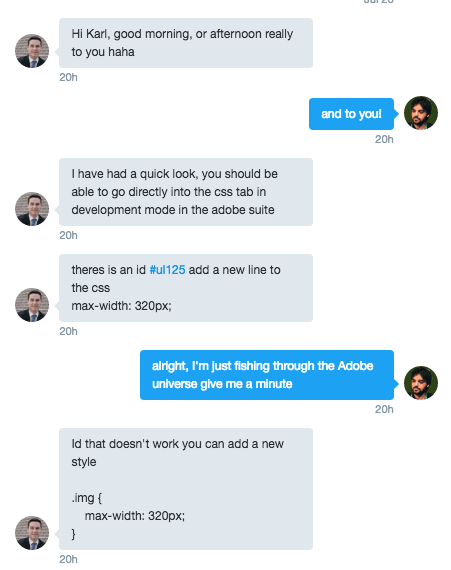 Jul 20
Hi Karl, good morning, or afternoon really
to you haha
20h
and to you!
20h
I have had a quick look, you should be
able to go directly into the css tab in
development mode in the adobe suite
20h
theres is an id #ul125 add a new line to
the css
max-width: 320px;
20h
alright, I'm just fishing through the Adobe
universe give me a minute
20h
Id that doesn't work you can add a new
style
.img {
max-width: 320px;
}
20h